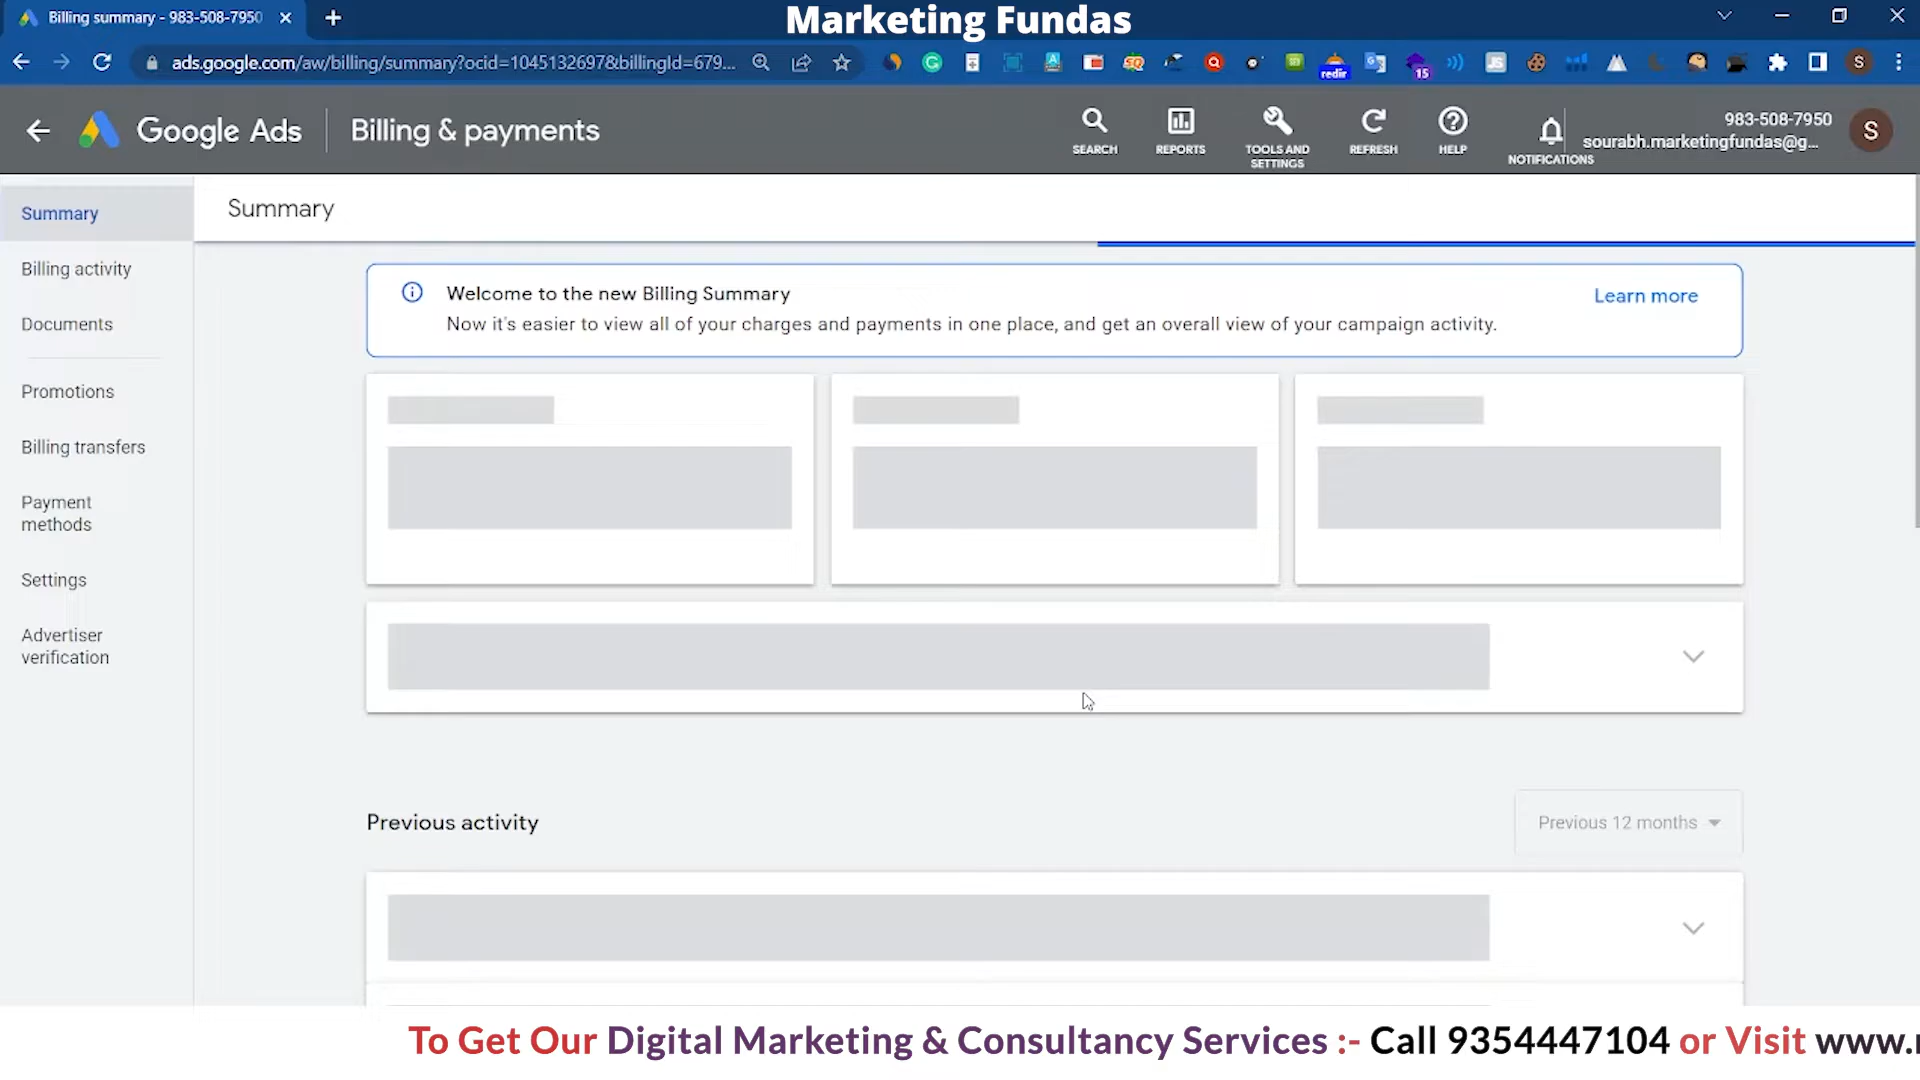 Billing summary - 983-508-7950
Marketing Fundas
ads.google.com/aw/billing/summary?ocid=1045132697&billingId=679...
redir
15
S
Google Ads
Billing & payments
SEARCH
REPORTS
TOOLS AND SETTINGS
REFRESH
HELP
NOTIFICATIONS
983-508-7950
sourabh.marketingfundas@g...
S
Summary
Billing activity
Documents
Promotions
Billing transfers
Payment
methods
Settings
Advertiser
verification
Summary
Welcome to the new Billing Summary
Learn more
Now it's easier to view all of your charges and payments in one place, and get an overall view of your campaign activity.
Previous activity
Previous 12 months
To Get Our Digital Marketing & Consultancy Services :- Call 9354447104 or Visit www.